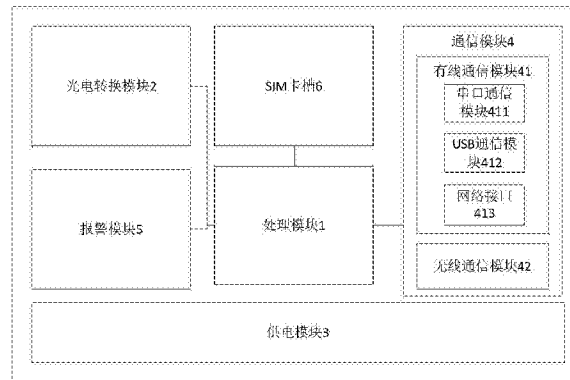 光电转换模块2
SIM卡槽6
通信模块4
有线通信模块41
串口通信
模块411
USB通信模
块412
网络接口
413
报警模块5
处理模块1
无线通信模块42
供电模块3